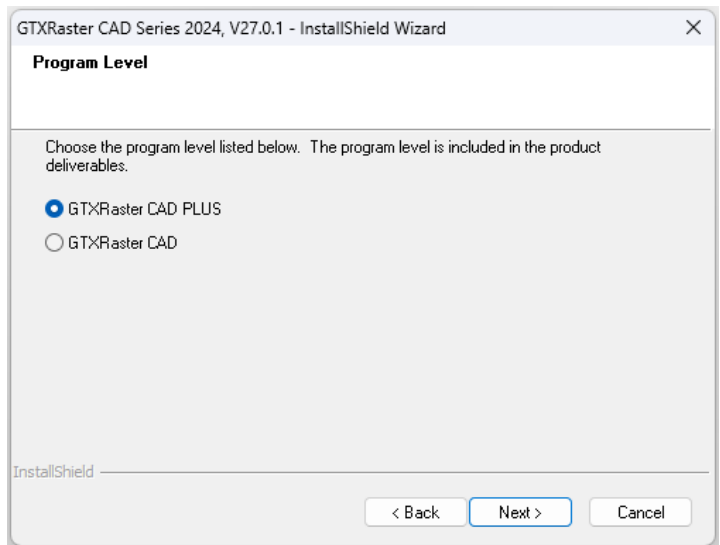 GTXRaster CAD Series 2024, V27.0.1 - InstallShield Wizard
Program Level
Choose the program level listed below.  The program level is included in the product
deliverables.
GTXRaster CAD PLUS
GTXRaster CAD
InstallShield
< Back
Next >
Cancel